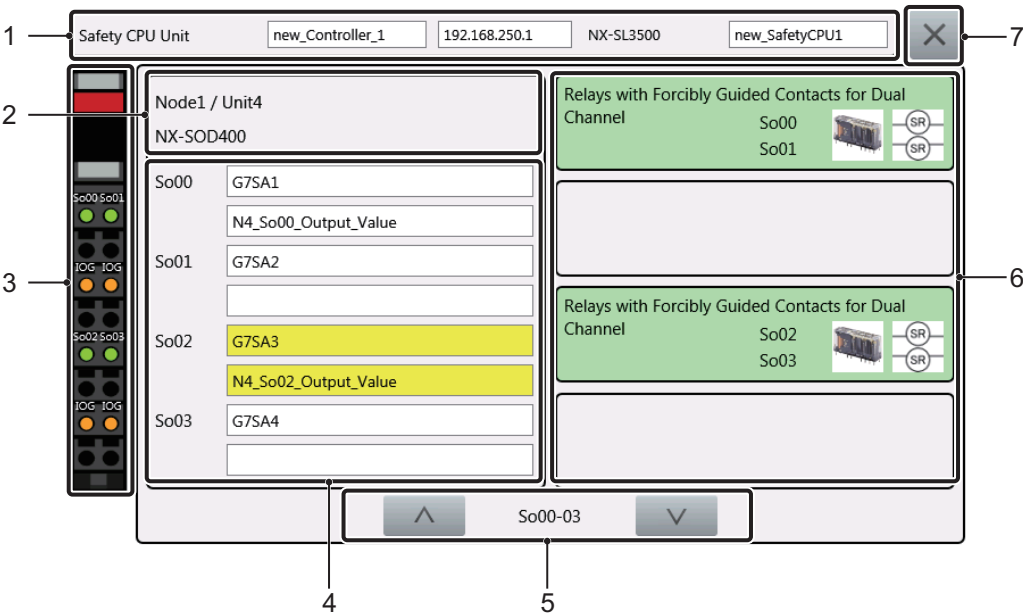 1
Safety CPU Unit new_Controller_1 192.168.250.1 NX-SL3500 new_SafetyCPU1
7
2
Node1 / Unit4
NX-SOD400
So00 G7SA1
N4_So00_Output_Value
So01 G7SA2
So02 G7SA3
N4_So02_Output_Value
So03 G7SA4
3
So00 So01
IOG IOG
So02 So03
IOG IOG
Relays with Forcibly Guided Contacts for Dual
Channel
So00 SR
So01 SR
Relays with Forcibly Guided Contacts for Dual
Channel
So02 SR
So03 SR
6
So00-03
4
5